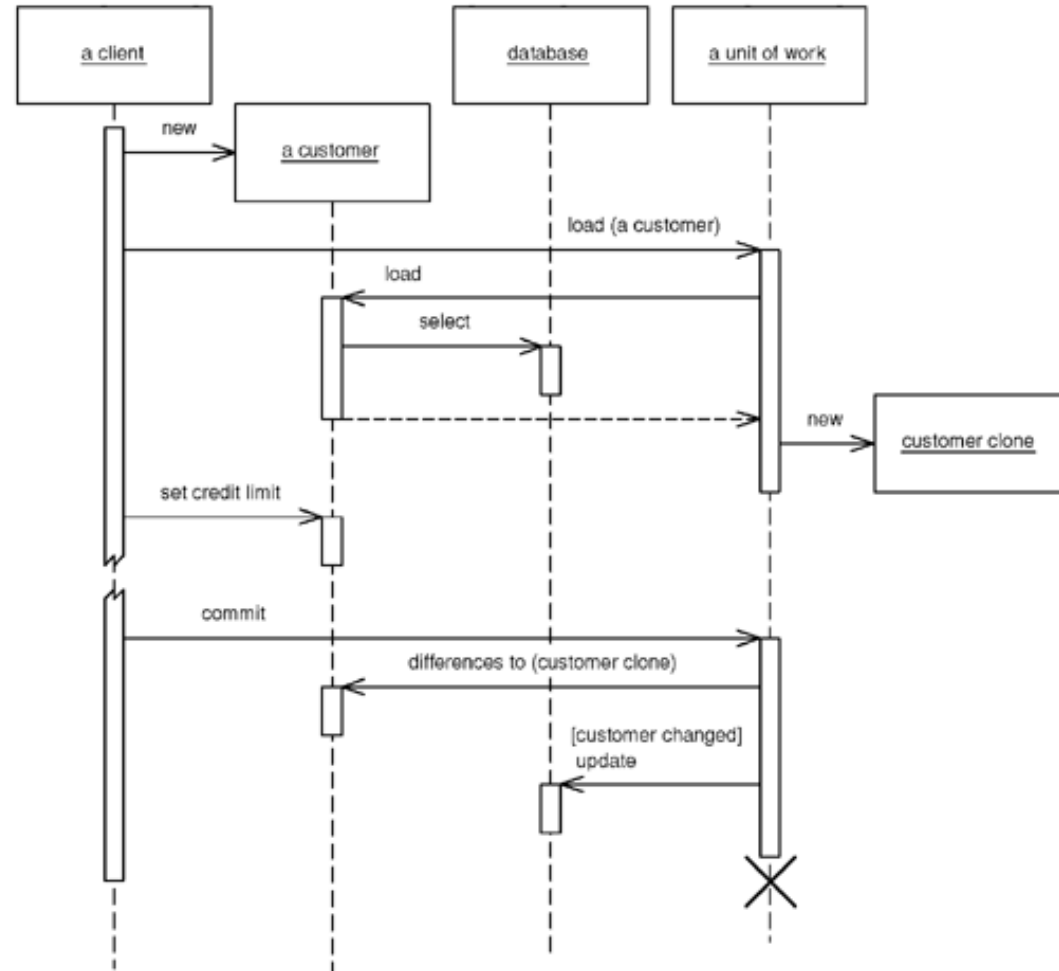 a client
database
a unit of work
new
a customer
load (a customer)
load
select
new
customer clone
set credit limit
commit
differences to (customer clone)
[customer changed]
update